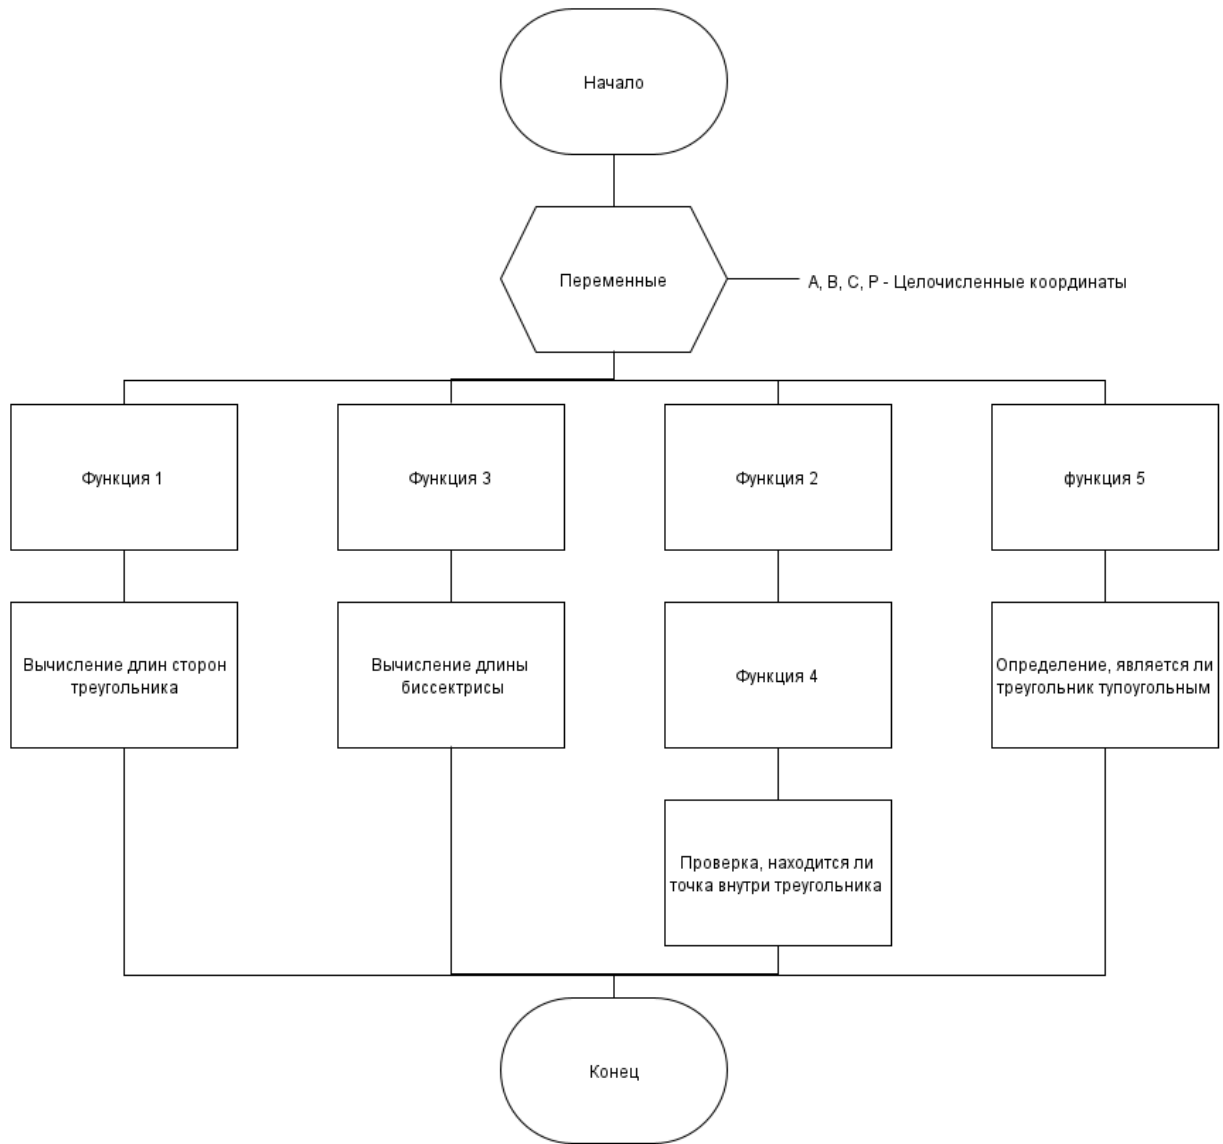 Начало
Переменные
A, B, C, P - Целочисленные координаты
Функция 1
Функция 3
Функция 2
функция 5
Вычисление длин сторон
треугольника
Вычисление длины
биссектрисы
Функция 4
Определение, является ли
треугольник тупоугольным
Проверка, находится ли
точка внутри треугольника
Конец